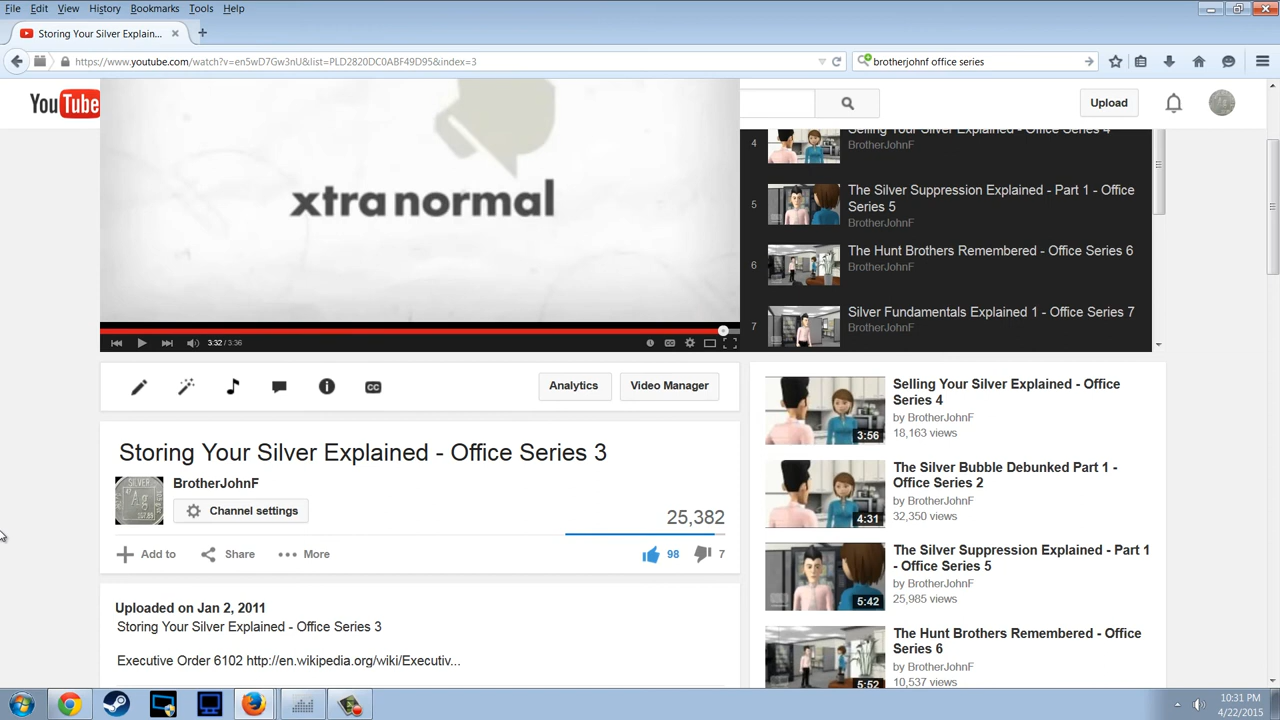 File Edit View History Bookmarks Tools Help
Storing Your Silver Explain...
https://www.youtube.com/watch?v=en5wD7Gw3nU&list=PLD2820DC0ABF49D95&index=3
brotherjohnf office series
YouTube
Upload
xtranormal
4
Selling Your Silver Explained - Office Series 4
BrotherJohnF
5
The Silver Suppression Explained - Part 1 - Office
Series 5
BrotherJohnF
6
The Hunt Brothers Remembered - Office Series 6
BrotherJohnF
7
Silver Fundamentals Explained 1 - Office Series 7
BrotherJohnF
3:32 / 3:36
CC
Analytics
Video Manager
Storing Your Silver Explained - Office Series 3
BrotherJohnF
SILVER
Ag
Channel settings
25,382
Add to
Share
More
98
7
Uploaded on Jan 2, 2011
Storing Your Silver Explained - Office Series 3
Executive Order 6102 http://en.wikipedia.org/wiki/Executiv...
Selling Your Silver Explained - Office
Series 4
by BrotherJohnF
18,163 views
3:56
The Silver Bubble Debunked Part 1 -
Office Series 2
by BrotherJohnF
32,350 views
4:31
The Silver Suppression Explained - Part 1
- Office Series 5
by BrotherJohnF
25,985 views
5:42
The Hunt Brothers Remembered - Office
Series 6
by BrotherJohnF
10,537 views
5:52
10:31 PM
4/22/2015